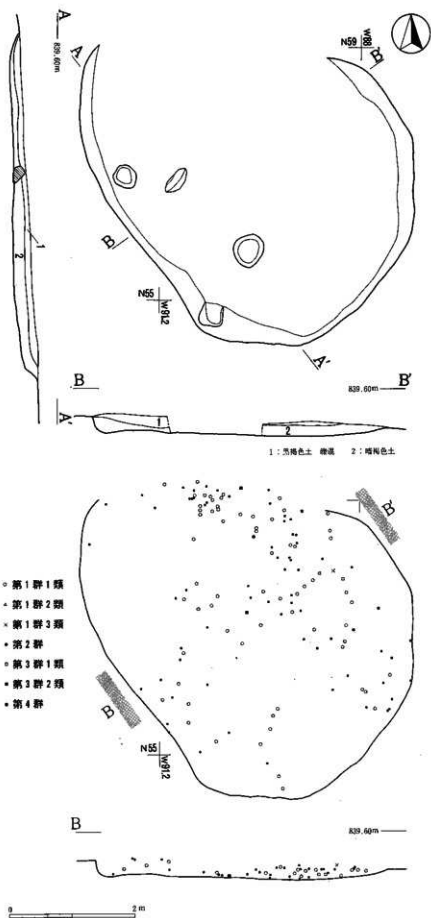 A
839.60m
A
N59
W88
B'
B
N55
W91.2
A'
1
2
A'
B
839.60m
B'
1
2
1：黒褐色土 2：暗褐色土
○ 第1群1類
第1群2類
× 第1群3類
第2群
第3群1類
第3群2類
第4群
B'
B
N55
W91.2
B
839.60m
0
2m